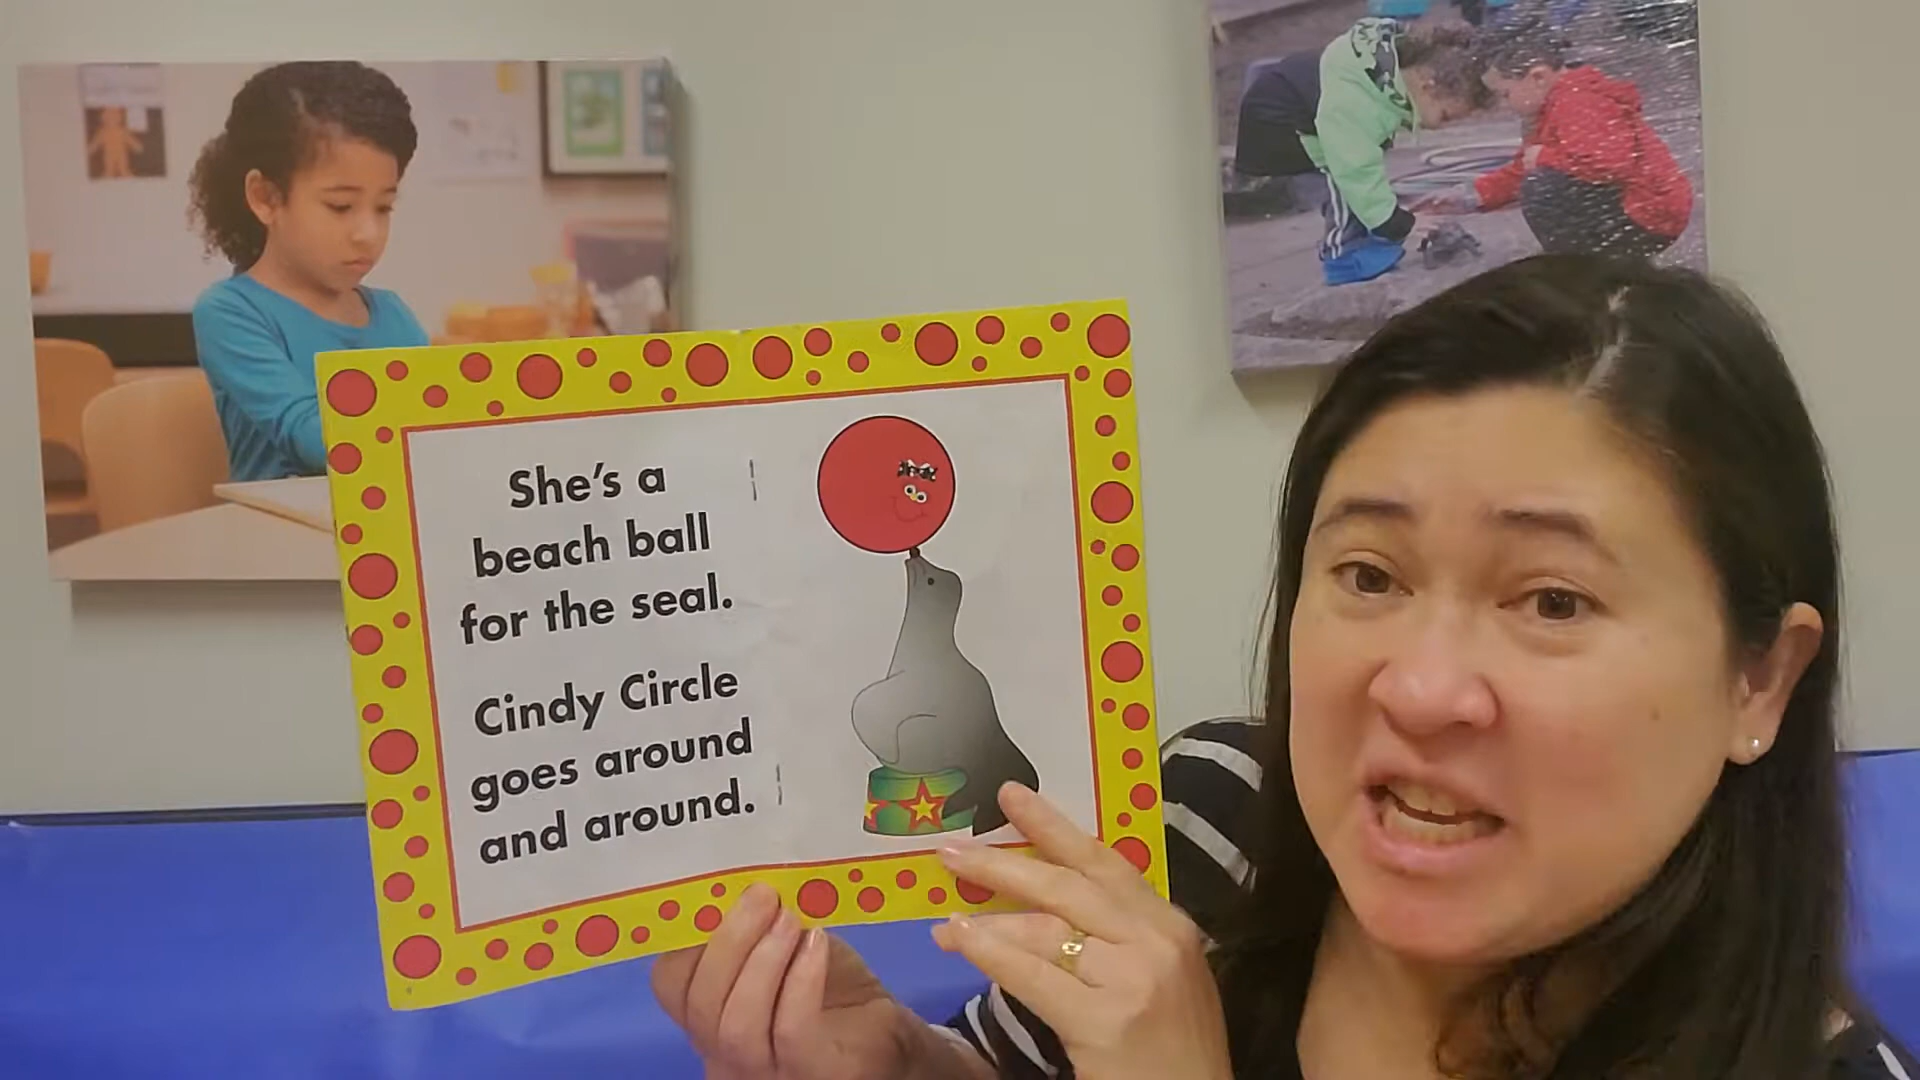 She's a
beach ball
for the seal.
Cindy Circle
goes around
and around.